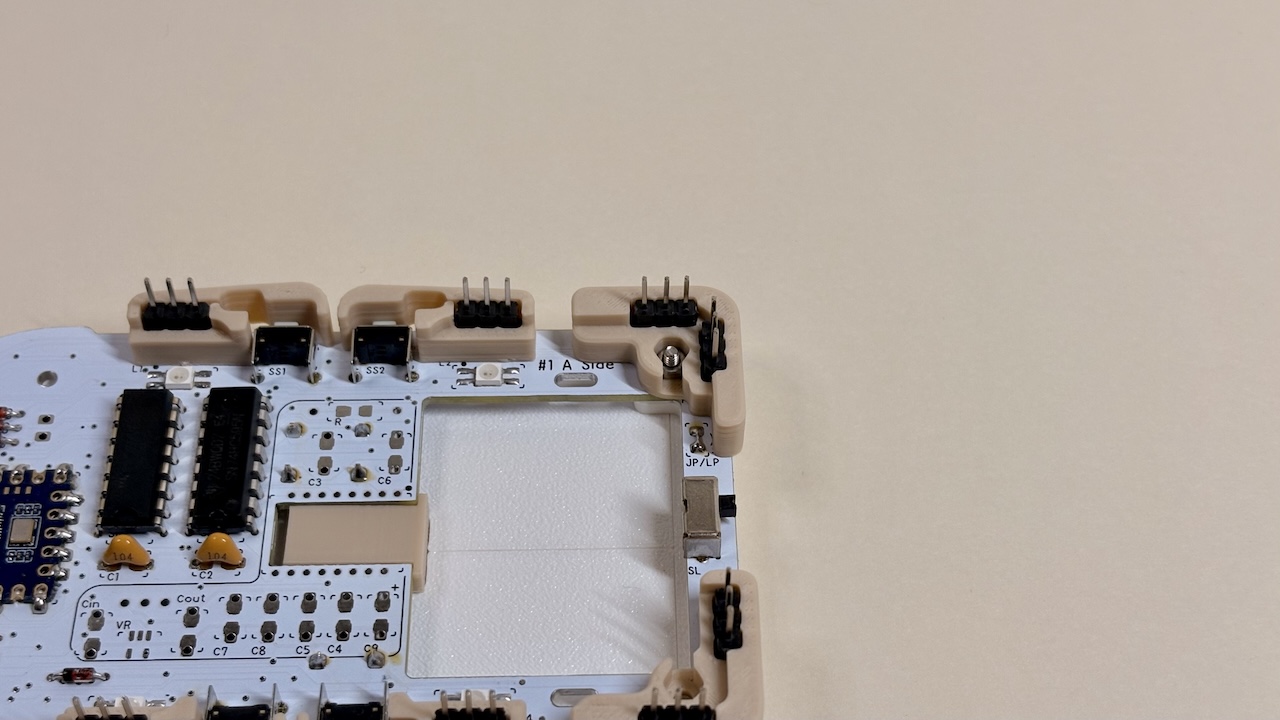 SS1
SS2
#1 A Side
R
C3
C6
JP/LP
104
104
C1
C2
SL
Cin
Cout
+
VR
C7
C8
C5
C4
C9